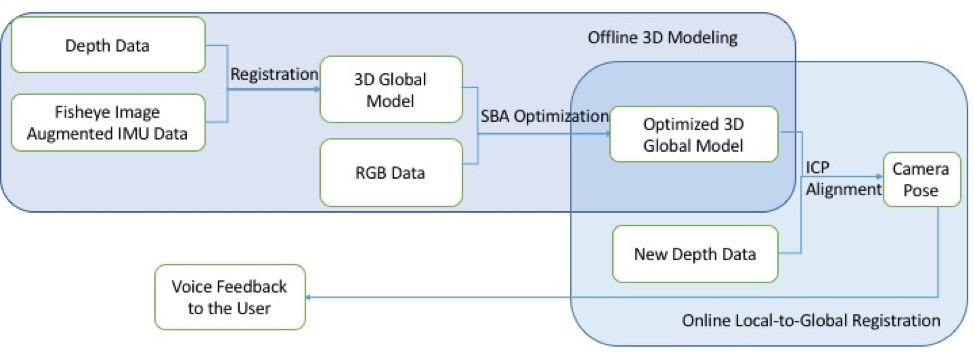 Offline 3D Modeling
Depth Data
Registration
Fisheye Image
Augmented IMU Data
3D Global
Model
SBA Optimization
RGB Data
Optimized 3D
Global Model
ICP
Alignment
Camera
Pose
New Depth Data
Voice Feedback
to the User
Online Local-to-Global Registration